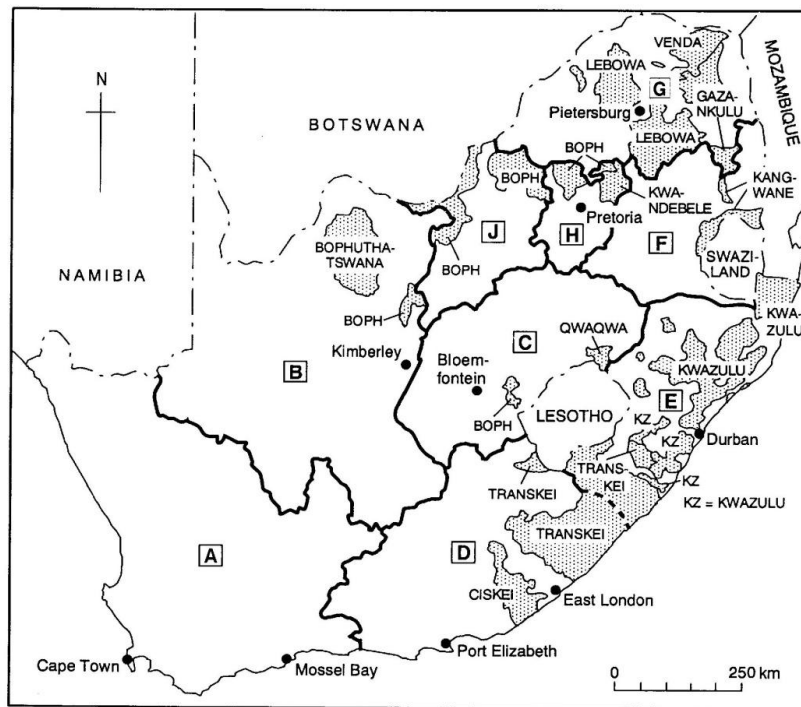 N
BOTSWANA
NAMIBIA
MOZAMBIQUE
VENDA
LEBOWA
G
GAZA-
NKULU
Pietersburg
LEBOWA
BOPH
KANG-
WANE
BOPH
KWA-
NDEBELE
Pretoria
J
H
F
BOPHUTHA-
TSWANA
BOPH
SWAZI-
LAND
BOPH
KWA-
ZULU
QWAQWA
C
Kimberley
B
Bloem-
fontein
KWAZULU
E
LESOTHO
BOPH
KZ
KZ
Durban
TRANS-
KEI
KZ
TRANSKEI
KZ = KWAZULU
TRANSKEI
A
D
CISKEI
East London
Cape Town
Mossel Bay
Port Elizabeth
0 250 km